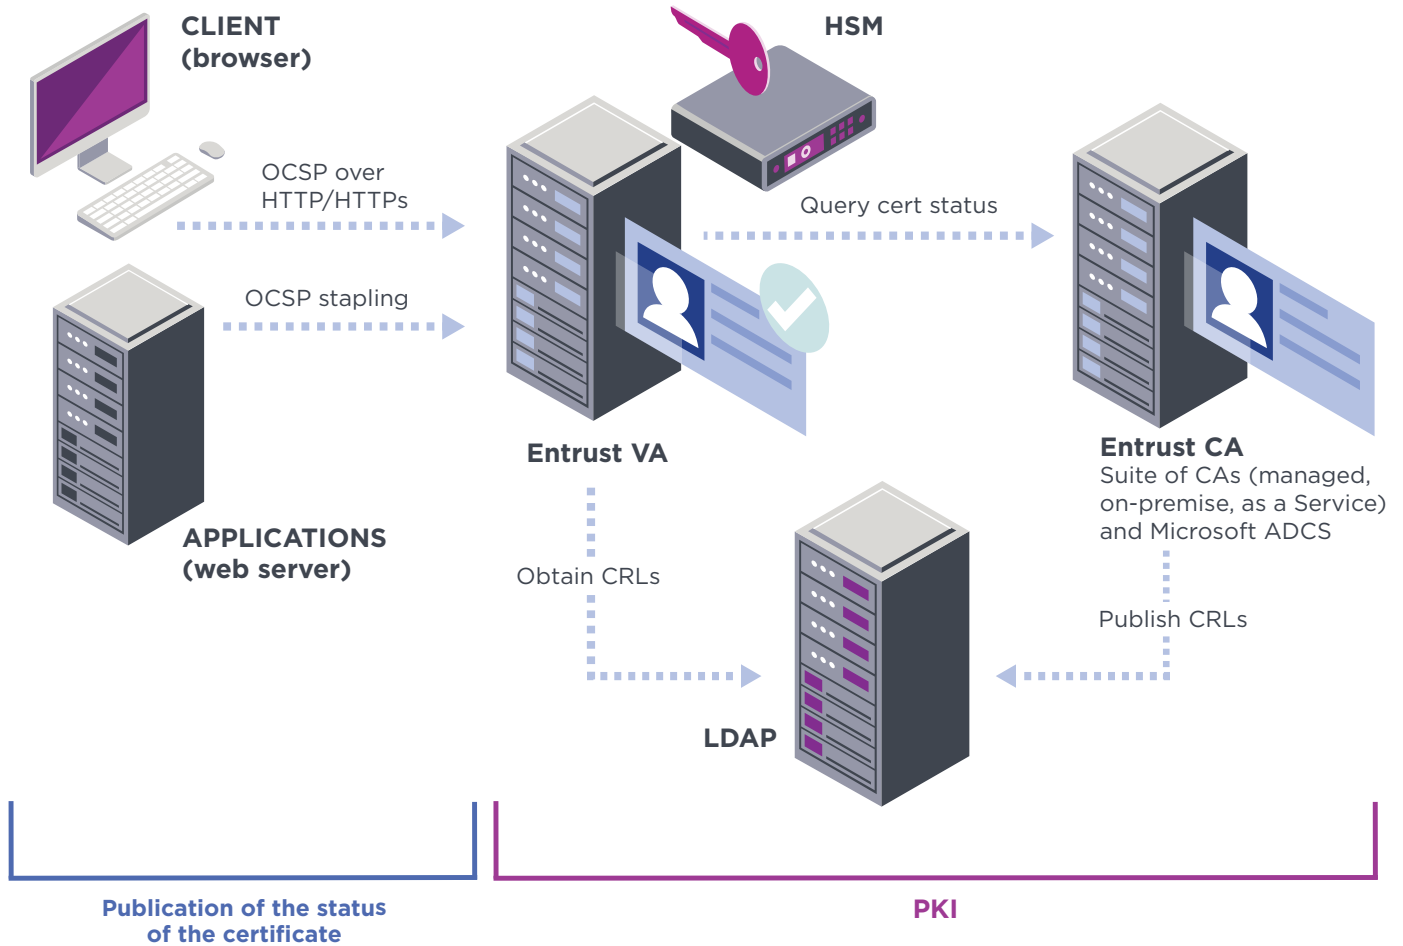 CLIENT
(browser)
HSM
OCSP over
HTTP/HTTPs
Query cert status
OCSP stapling
Entrust VA
Entrust CA
Suite of CAs (managed,
on-premise, as a Service)
and Microsoft ADCS
APPLICATIONS
(web server)
Obtain CRLs
Publish CRLs
LDAP
Publication of the status
of the certificate
PKI